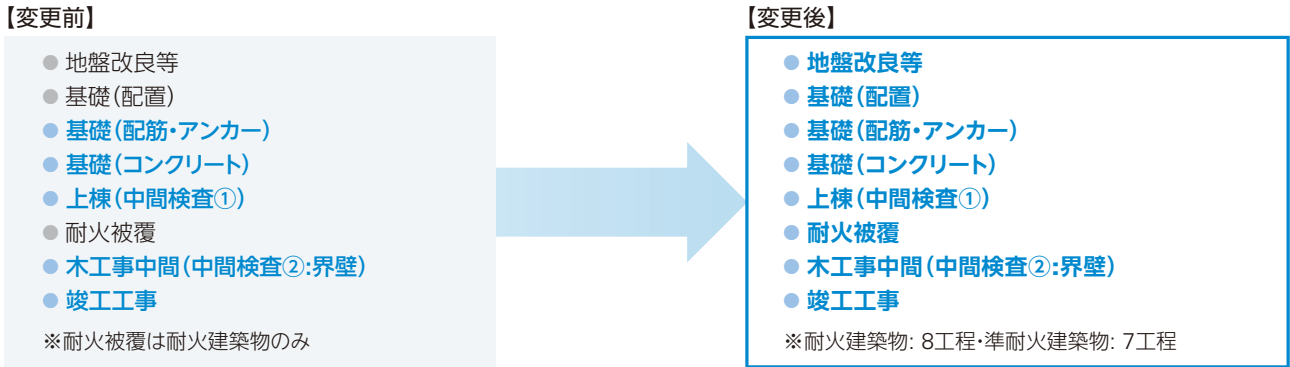 【変更前】
● 地盤改良等
● 基礎(配置)
● 基礎(配筋・アンカー)
● 基礎(コンクリート)
● 上棟(中間検査①)
● 耐火被覆
● 木工事中間(中間検査②:界壁)
● 竣工工事
※耐火被覆は耐火建築物のみ
【変更後】
● 地盤改良等
● 基礎(配置)
● 基礎(配筋・アンカー)
● 基礎(コンクリート)
● 上棟(中間検査①)
● 耐火被覆
● 木工事中間(中間検査②:界壁)
● 竣工工事
※耐火建築物: 8工程・準耐火建築物: 7工程